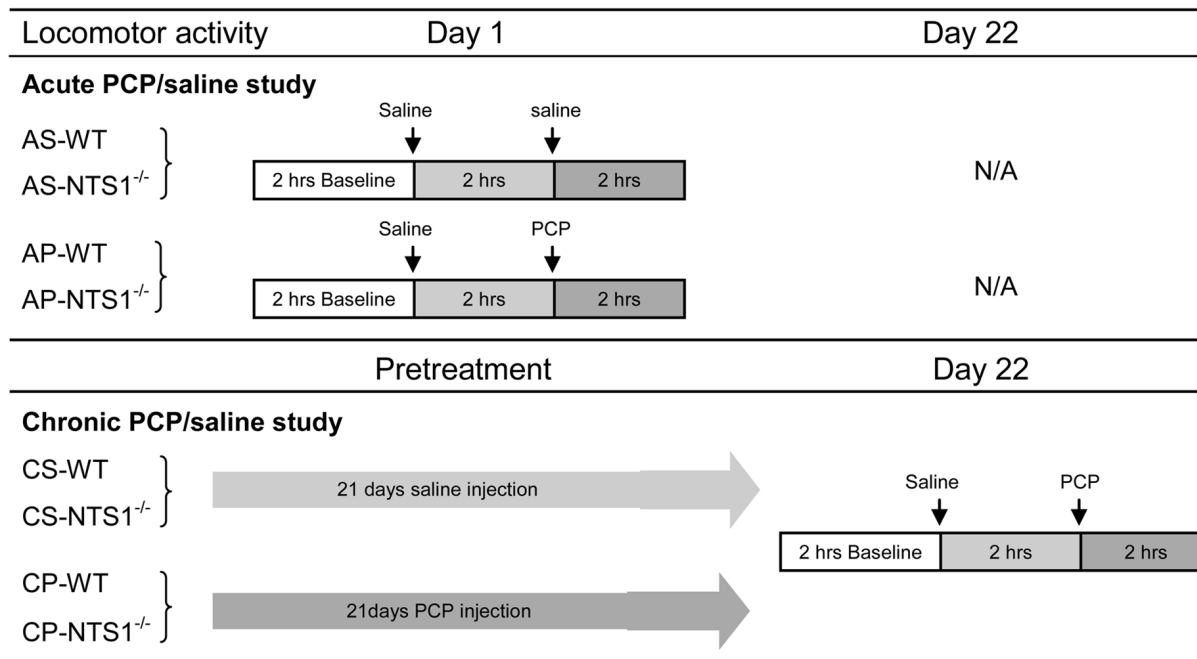 Locomotor activity Day 1 Day 22
Acute PCP/saline study
Saline saline
AS-WT
2 hrs Baseline 2 hrs 2 hrs
N/A
AS-NTS1-/-
Saline PCP
AP-WT
2 hrs Baseline 2 hrs 2 hrs
N/A
AP-NTS1-/-
Pretreatment Day 22
Chronic PCP/saline study
CS-WT
21 days saline injection
CS-NTS1-/-
Saline PCP
2 hrs Baseline 2 hrs 2 hrs
CP-WT
21days PCP injection
CP-NTS1-/-